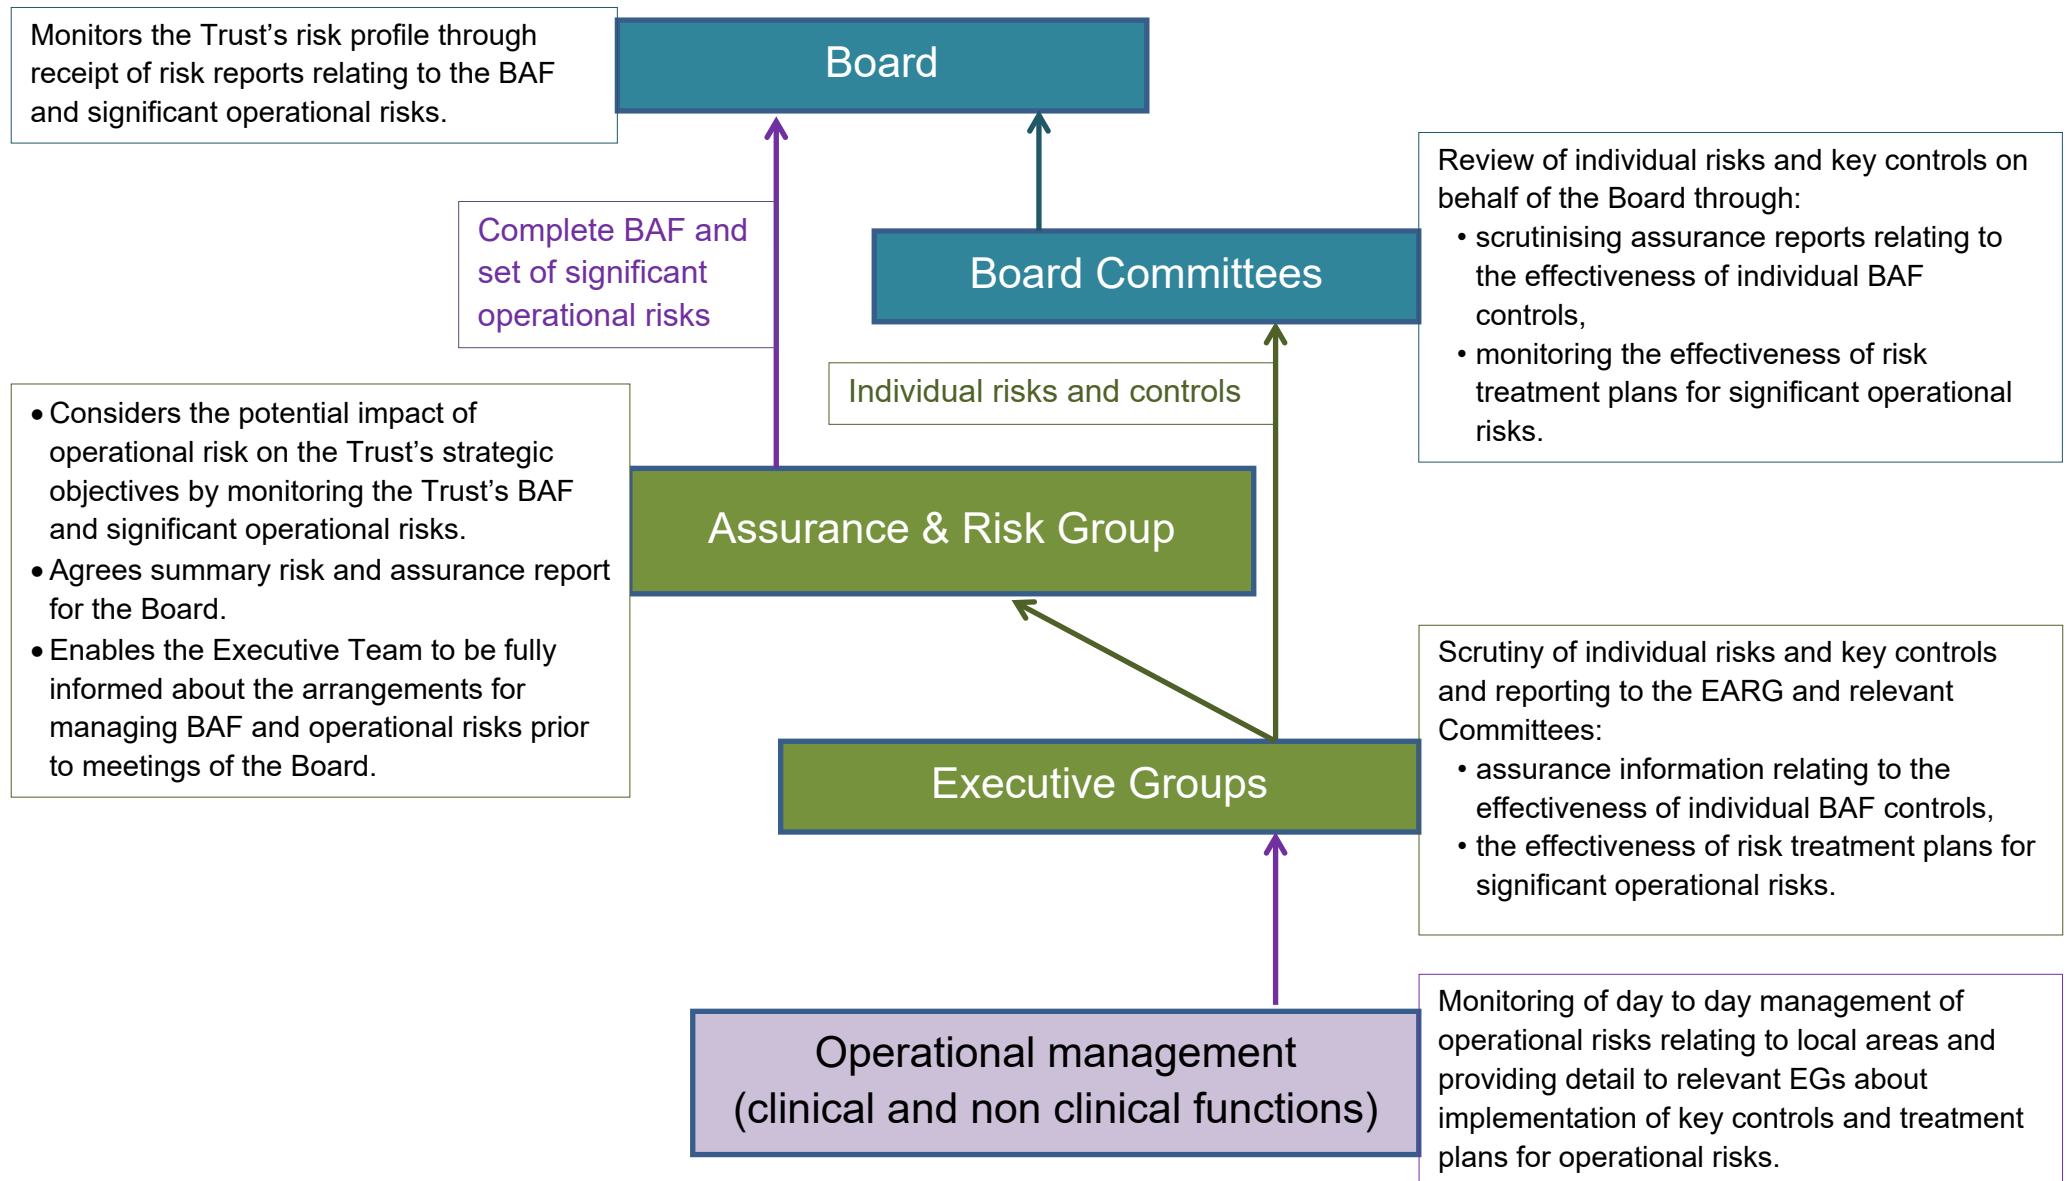 Monitors the Trust’s risk profile through
receipt of risk reports relating to the BAF
and significant operational risks.
Board
Complete BAF and
set of significant
operational risks
Board Committees
Review of individual risks and key controls on
behalf of the Board through:
• scrutinising assurance reports relating to
the effectiveness of individual BAF
controls,
• monitoring the effectiveness of risk
treatment plans for significant operational
risks.
Individual risks and controls
• Considers the potential impact of
operational risk on the Trust’s strategic
objectives by monitoring the Trust’s BAF
and significant operational risks.
• Agrees summary risk and assurance report
for the Board.
• Enables the Executive Team to be fully
informed about the arrangements for
managing BAF and operational risks prior
to meetings of the Board.
Assurance & Risk Group
Executive Groups
Scrutiny of individual risks and key controls
and reporting to the EARG and relevant
Committees:
• assurance information relating to the
effectiveness of individual BAF controls,
• the effectiveness of risk treatment plans for
significant operational risks.
Operational management
(clinical and non clinical functions)
Monitoring of day to day management of
operational risks relating to local areas and
providing detail to relevant EGs about
implementation of key controls and treatment
plans for operational risks.